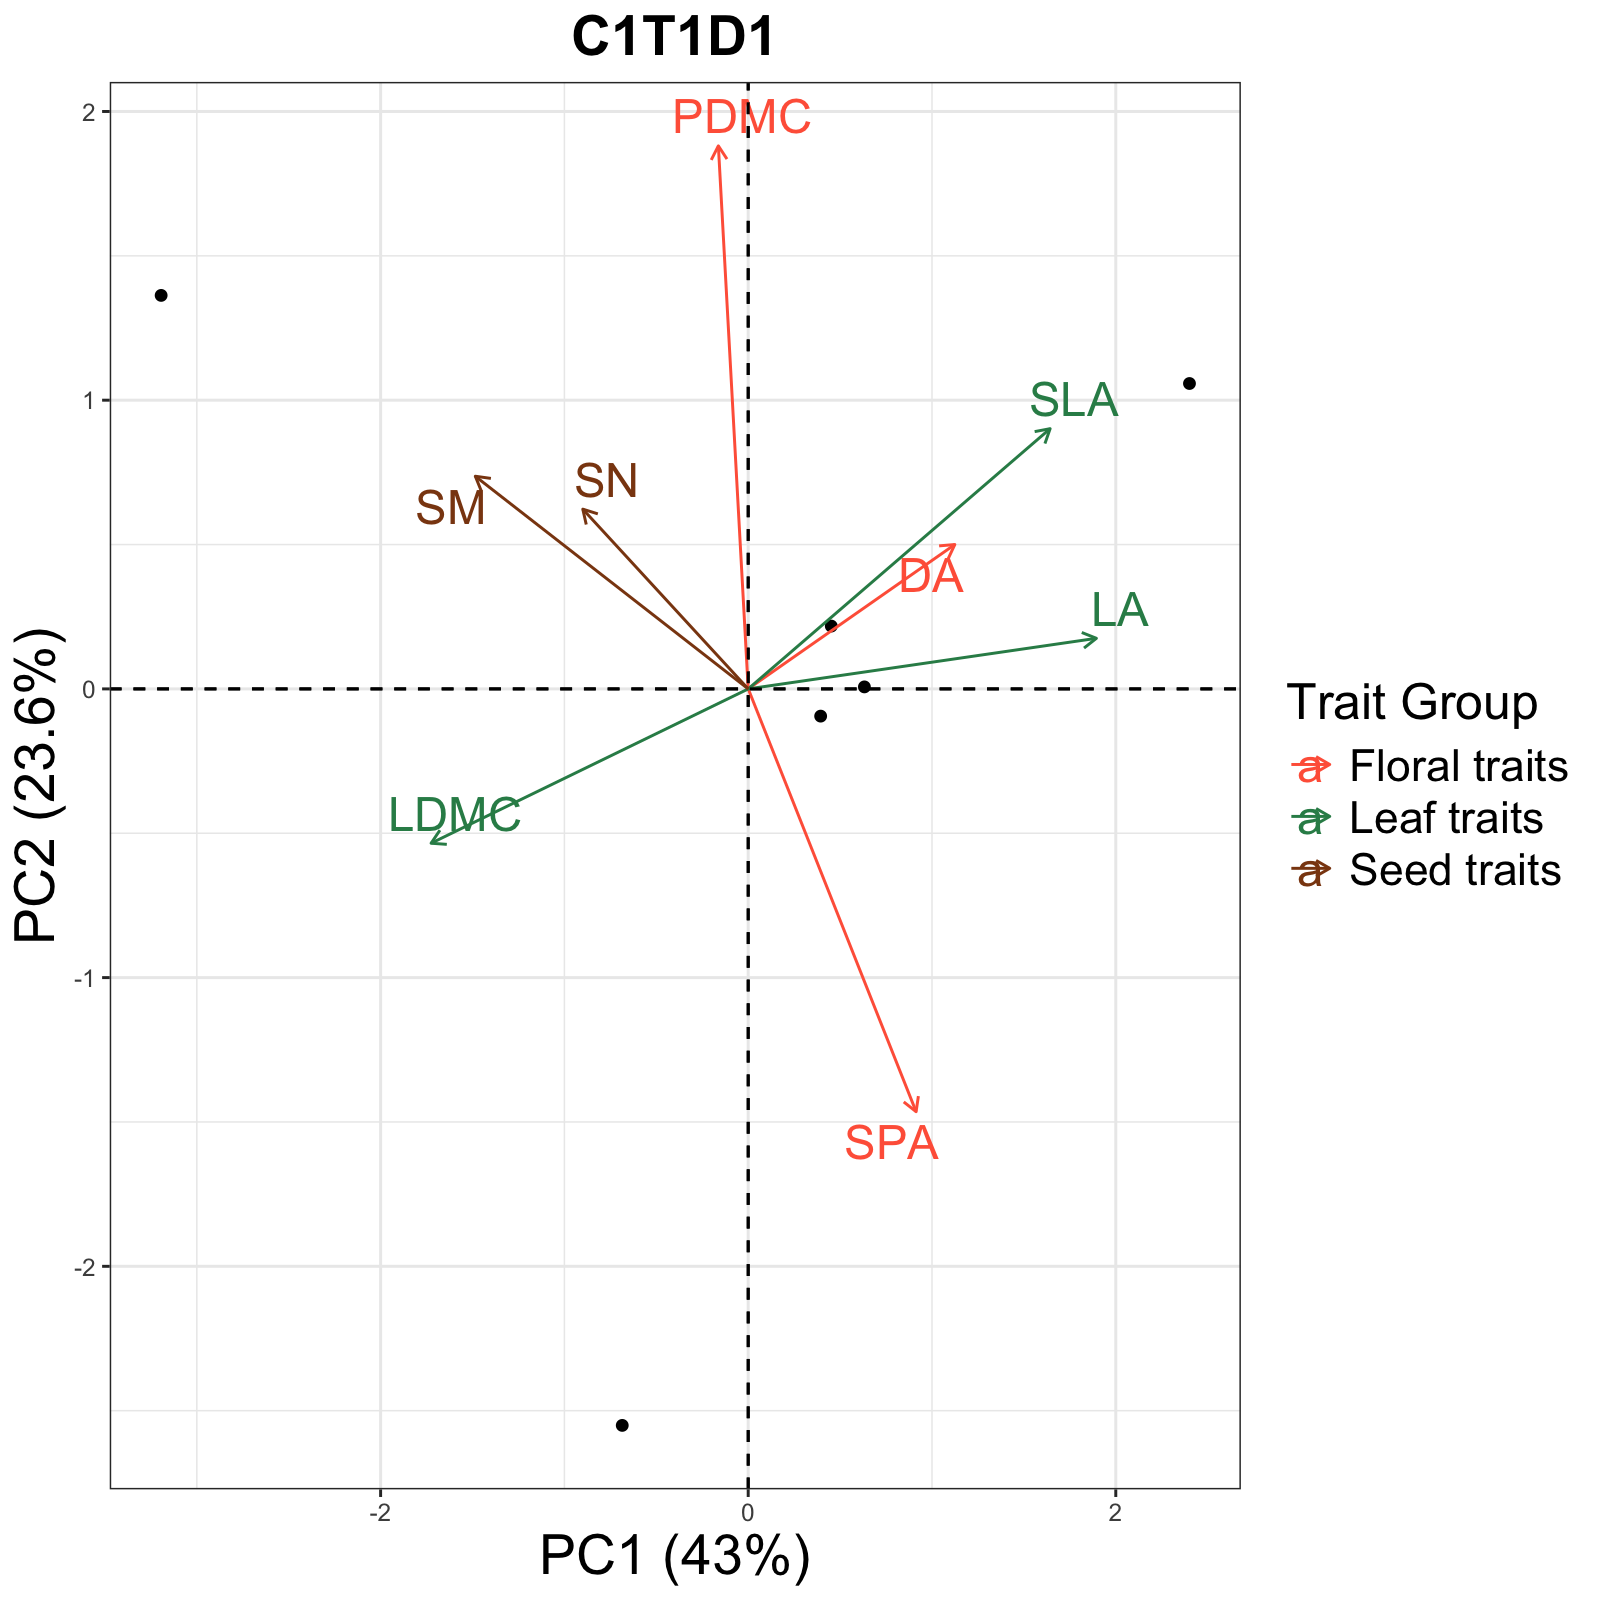 C1T1D1
PDMC
SLA
SN
SM
DA
LA
LDMC
SPA
2
1
0
-1
-2
-2
0
2
PC1 (43%)
PC2 (23.6%)
Trait Group
a Floral traits
a Leaf traits
a Seed traits